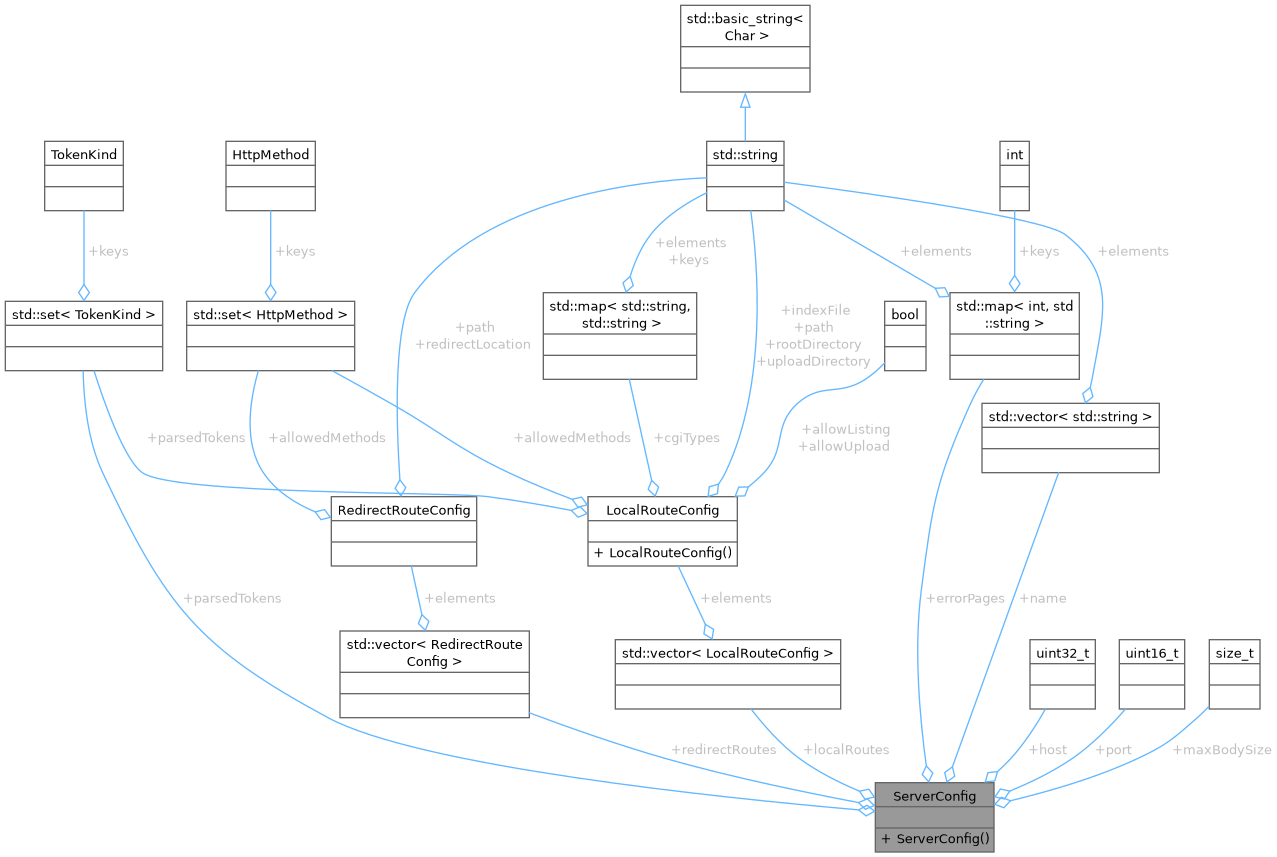 std::basic_string<
Char >
TokenKind
HttpMethod
std::string
int
+keys
+keys
+elements
+keys
+elements
+keys
+elements
std::set< TokenKind >
std::set< HttpMethod >
std::map< std::string,
std::string >
bool
std::map< int, std
::string >
+path
+redirectLocation
+indexFile
+path
+rootDirectory
+uploadDirectory
std::vector< std::string >
+parsedTokens
+allowedMethods
+allowedMethods
+cgiTypes
+allowListing
+allowUpload
RedirectRouteConfig
LocalRouteConfig
+ LocalRouteConfig()
+parsedTokens
+elements
+elements
+errorPages
+name
std::vector< RedirectRoute
Config >
std::vector< LocalRouteConfig >
uint32_t
uint16_t
size_t
+redirectRoutes
+localRoutes
+host
+port
+maxBodySize
ServerConfig
+ ServerConfig()